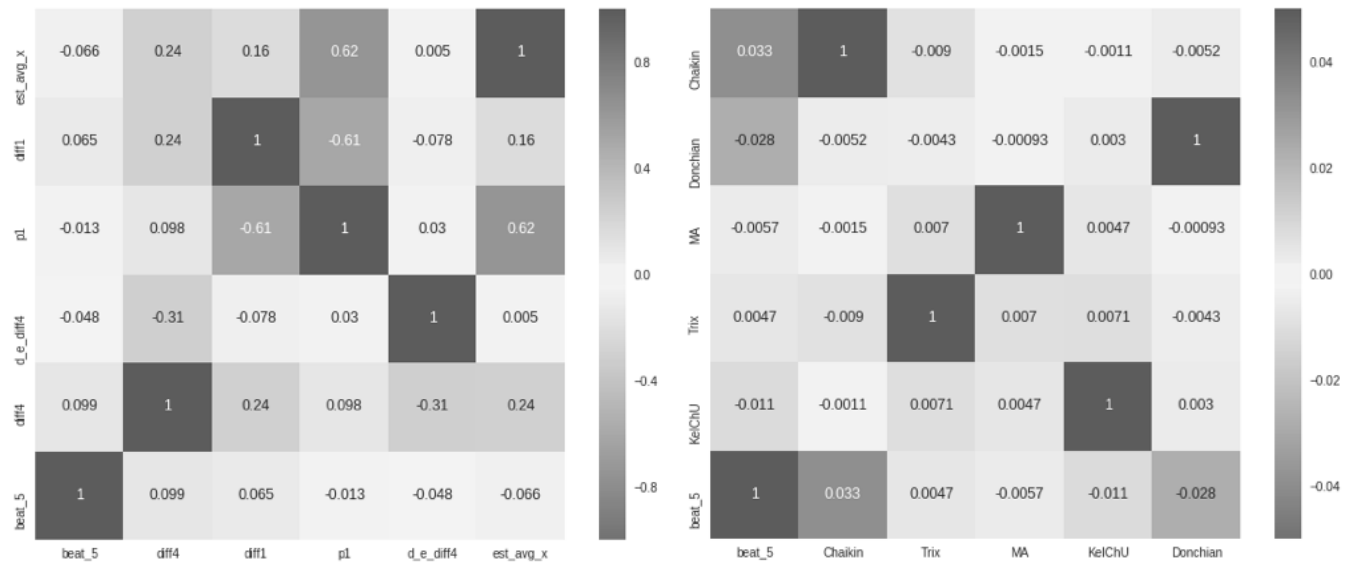 est_avg_x -0.066 0.24 0.16 0.62 0.005 1
diff1 0.065 0.24 1 -0.61 -0.078 0.16
p1 -0.013 0.098 -0.61 1 0.03 0.62
d_e_diff4 -0.048 -0.31 -0.078 0.03 1 0.005
diff4 0.099 1 0.24 0.098 -0.31 0.24
beat_5 1 0.099 0.065 -0.013 -0.048 -0.066
beat_5 diff4 diff1 p1 d_e_diff4 est_avg_x
0.8
0.4
0.0
−0.4
−0.8
Chaikin 0.033 1 -0.009 -0.0015 -0.0011 -0.0052
Donchian -0.028 -0.0052 -0.0043 -0.00093 0.003 1
MA -0.0057 -0.0015 0.007 1 0.0047 -0.00093
Trix 0.0047 -0.009 1 0.007 0.0071 -0.0043
KelChU -0.011 -0.0011 0.0071 0.0047 1 0.003
beat_5 1 0.033 0.0047 -0.0057 -0.011 -0.028
beat_5 Chaikin Trix MA KelChU Donchian
0.04
0.02
0.00
−0.02
−0.04